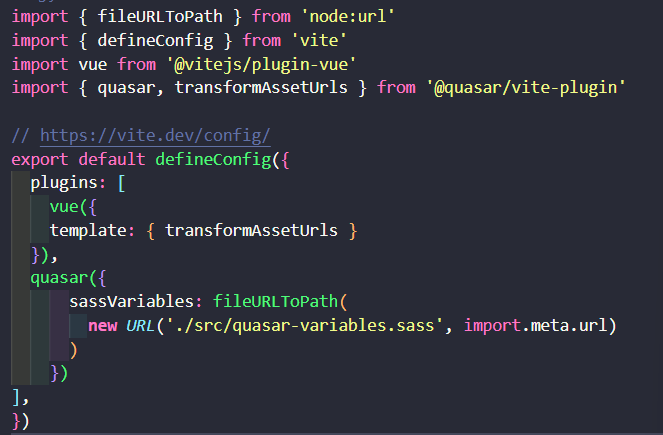 import { fileURLToPath } from 'node:url'
import { defineConfig } from 'vite'
import vue from '@vitejs/plugin-vue'
import { quasar, transformAssetUrls } from '@quasar/vite-plugin'

// https://vite.dev/config/
export default defineConfig({
  plugins: [
    vue({
    template: { transformAssetUrls }
  }),
  quasar({
      sassVariables: fileURLToPath(
        new URL('./src/quasar-variables.sass', import.meta.url)
      )
    })
],
})